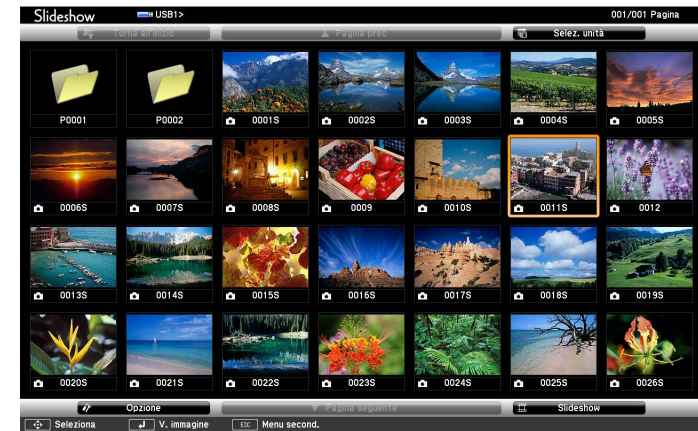 Slideshow USB1> 001/001 Pagina
Torna all'inizio Pagina prec Selez. unità
P0001 P0002 0001S 0002S 0003S 0004S 0005S
0006S 0007S 0008S 0009 0010S 0011S 0012
0013S 0014S 0015S 0016S 0017S 0018S 0019S
0020S 0021S 0022S 0023S 0024S 0025S 0026S
Opzione Pagina seguente Slideshow
Seleziona V. immagine ESC Menu second.